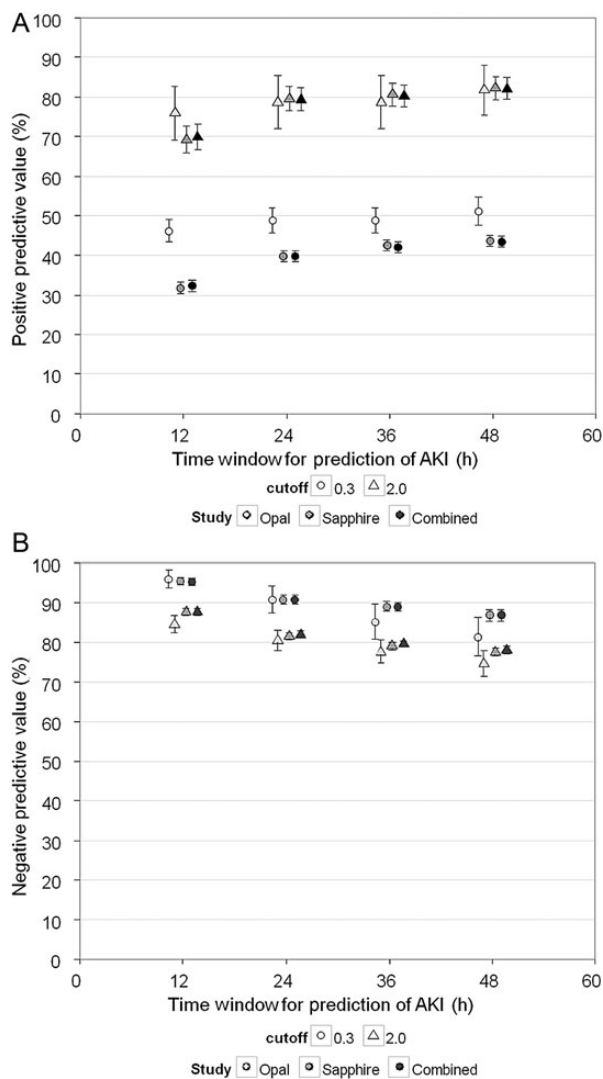 A
100
90
80
70
60
50
40
30
20
10
0
Positive predictive value (%)
0 12 24 36 48 60
Time window for prediction of AKI (h)
cutoff 0.3 2.0
Study Opal Sapphire Combined
B
100
90
80
70
60
50
40
30
20
10
0
Negative predictive value (%)
0 12 24 36 48 60
Time window for prediction of AKI (h)
cutoff 0.3 2.0
Study Opal Sapphire Combined